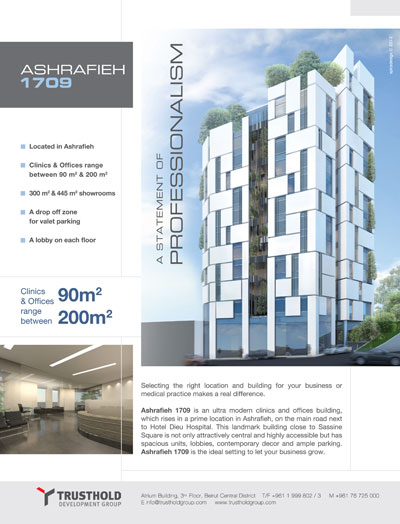 ASHRAFIEH
1709
Located in Ashrafieh
Clinics & Offices range
between 90 m² & 200 m²
300 m² & 445 m² showrooms
A drop off zone
for valet parking
A lobby on each floor
A STATEMENT OF
PROFESSIONALISM
Clinics
& Offices
range
between
90m²
200m²
Selecting the right location and building for your business or
medical practice makes a real difference.
Ashrafieh 1709 is an ultra modern clinics and offices building,
which rises in a prime location in Ashrafieh, on the main road next
to Hotel Dieu Hospital. This landmark building close to Sassine
Square is not only attractively central and highly accessible but has
spacious units, lobbies, contemporary decor and ample parking.
Ashrafieh 1709 is the ideal setting to let your business grow.
TRUSTHOLD
DEVELOPMENT GROUP
Atrium Building, 3rd Floor, Beirut Central District T/F +961 1 999 802 / 3 M +961 78 725 000
E info@trustholdgroup.com www.trustholdgroup.com